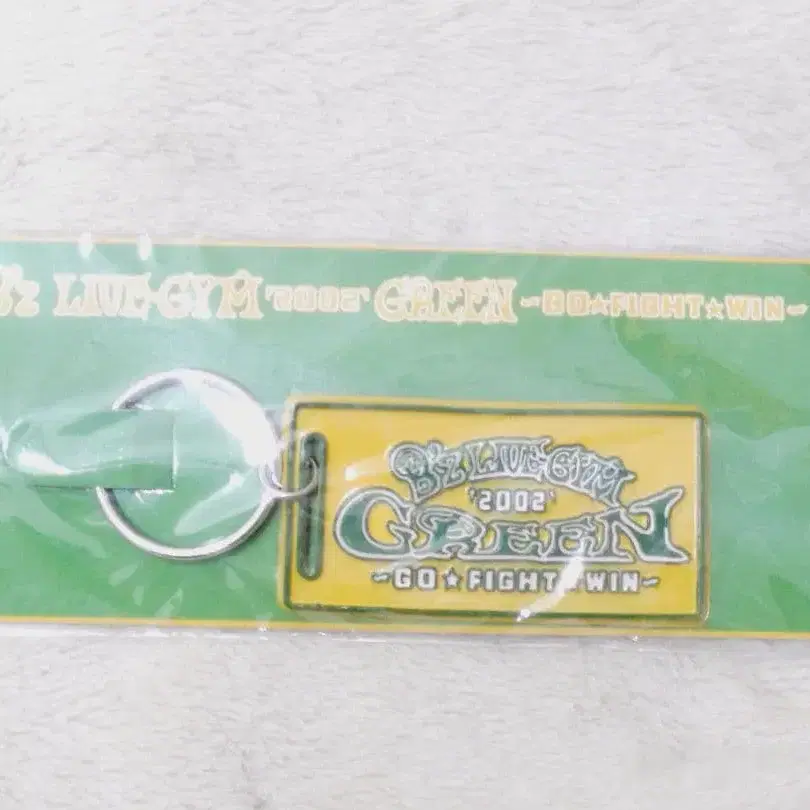 B'z LIVE-GYM '2002' GREEN ~GO★FIGHT★WIN~
B'z LIVE-GYM
'2002'
GREEN
~GO★FIGHT★WIN~